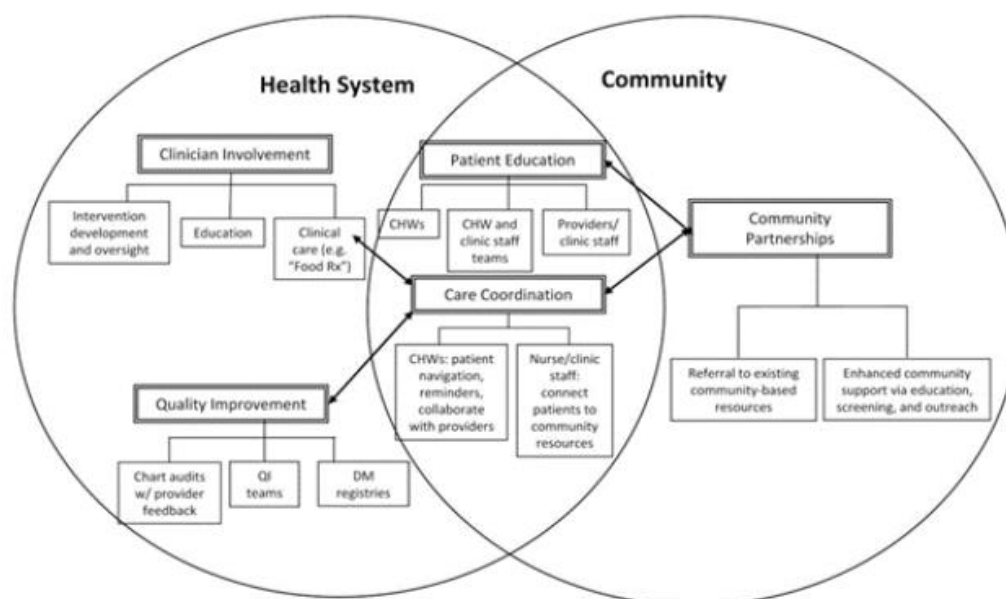 Health System
Community
Clinician Involvement
Intervention
development
and oversight
Education
Clinical
care (e.g.
"Food Rx")
Patient Education
CHWs
CHW and
clinic staff
teams
Providers/
clinic staff
Community
Partnerships
Care Coordination
CHWs: patient
navigation,
reminders,
collaborate
with providers
Nurse/clinic
staff:
connect
patients to
community
resources
Referral to existing
community-based
resources
Enhanced community
support via education,
screening, and outreach
Quality Improvement
Chart audits
w/ provider
feedback
QI
teams
DM
registries